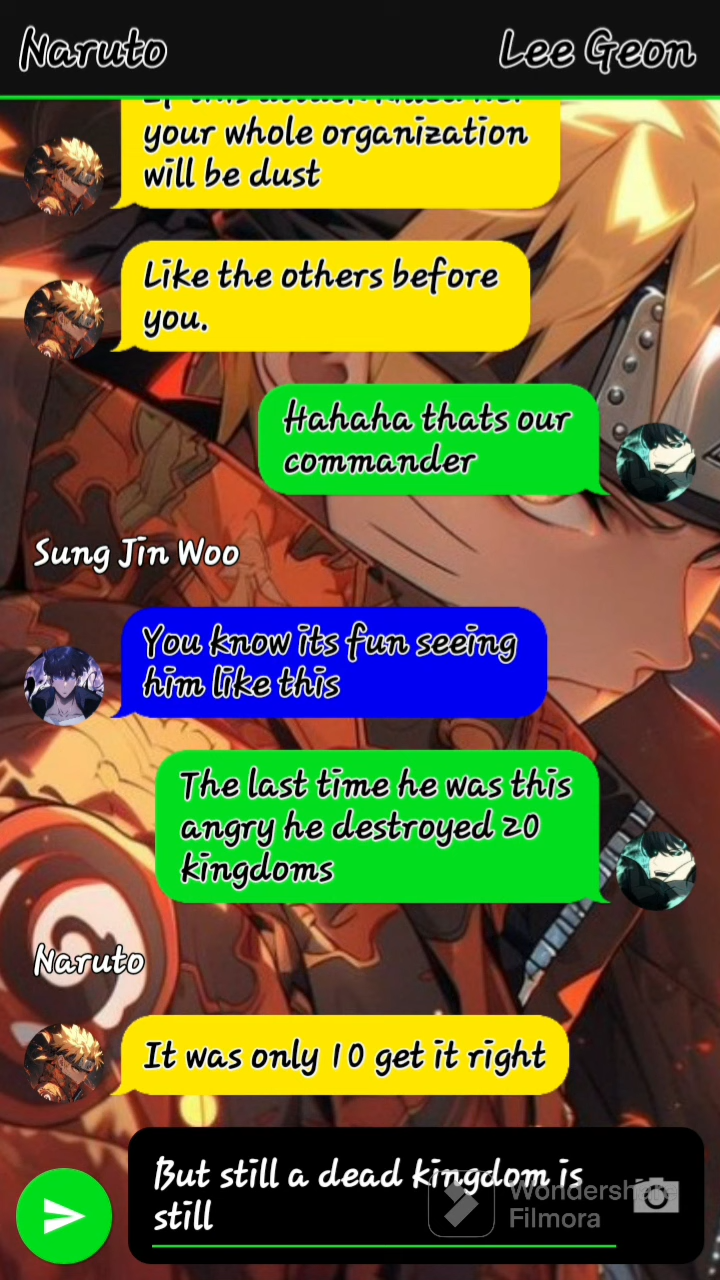 Naruto
Lee Geon
your whole organization
will be dust
Like the others before
you.
Hahaha thats our
commander
Sung Jin Woo
You know its fun seeing
him like this
The last time he was this
angry he destroyed 20
kingdoms
Naruto
It was only 10 get it right
But still a dead kingdom is
still
Wondershare
Filmora